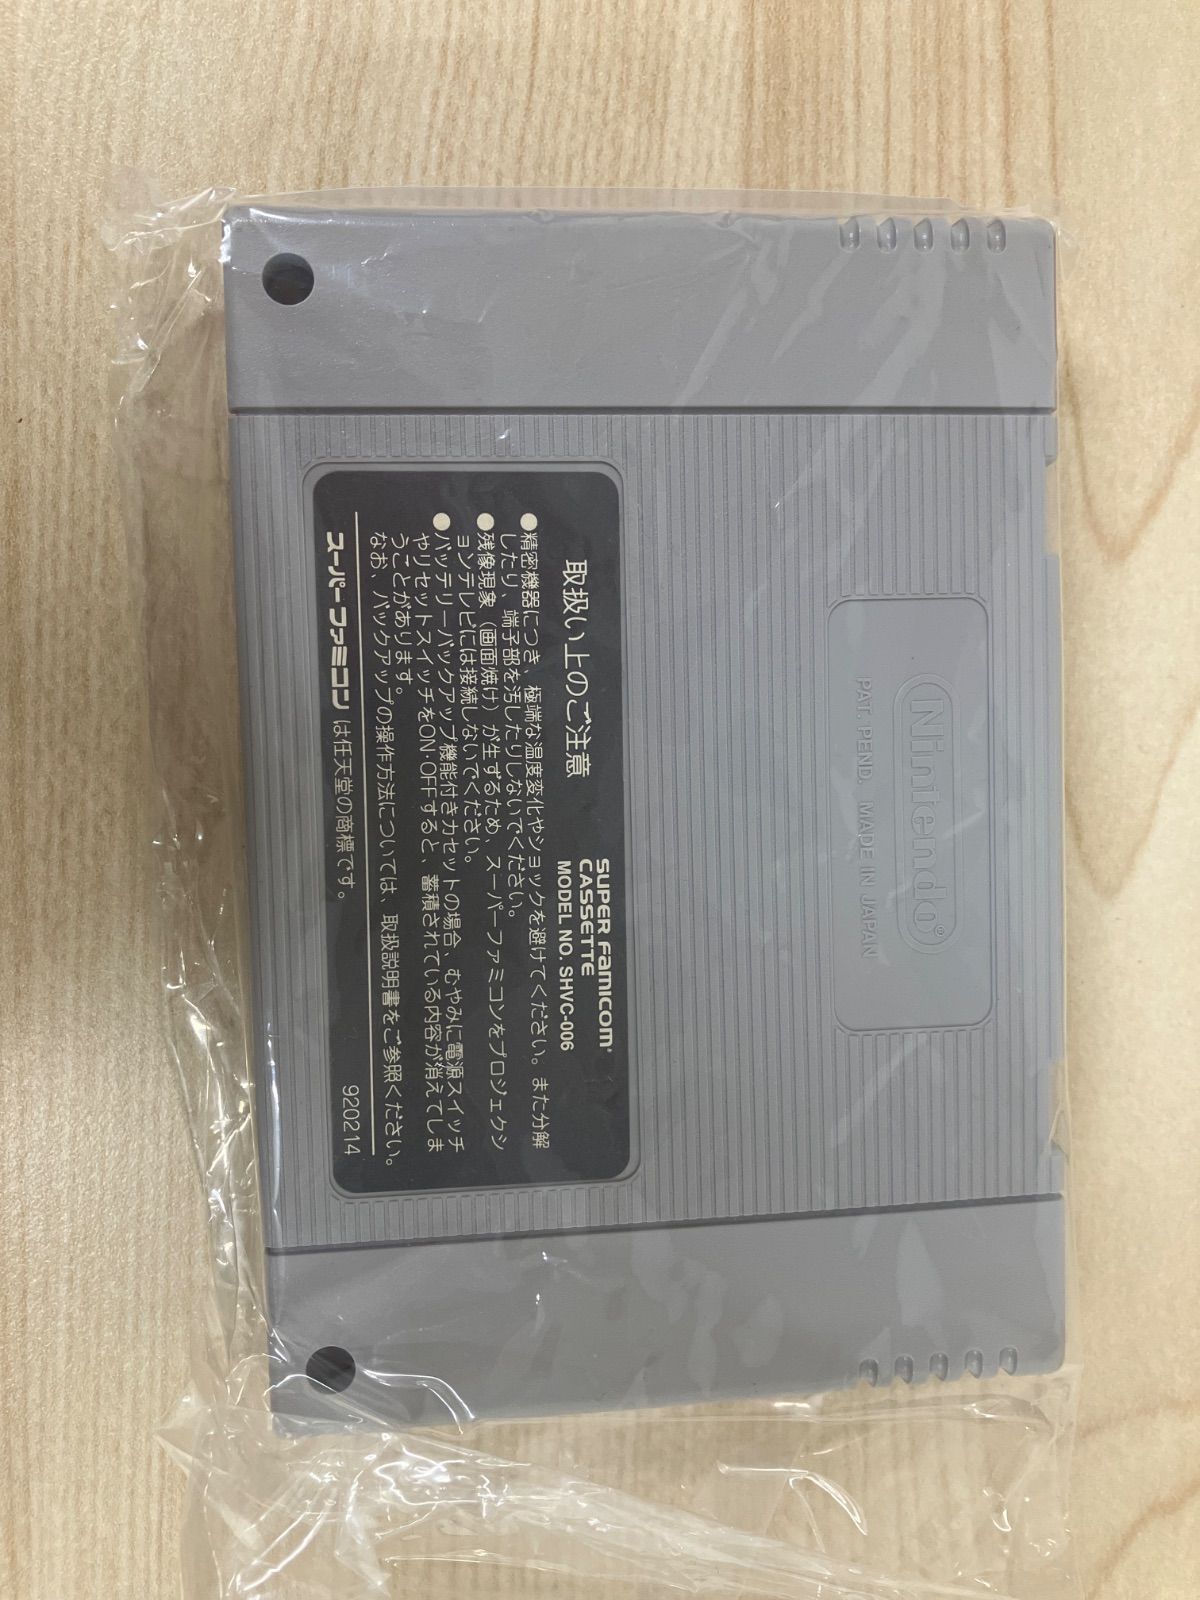 Nintendo®
PAT. PEND. MADE IN JAPAN
SUPER Famicom®
CASSETTE
MODEL NO. SHVC-006
取扱い上のご注意
●精密機器につき、極端な温度変化やショックを避けてください。また分解
したり、端子部を汚したりしないでください。
●残像現象（画面焼け）が生ずるため、スーパーファミコンをプロジェクシ
ョンテレビには接続しないでください。
●バッテリーバックアップ機能付きカセットの場合、むやみに電源スイッチ
やリセットスイッチをON・OFFすると、蓄積されている内容が消えてしま
うことがあります。
なお、バックアップの操作方法については、取扱説明書をご参照ください。
スーパーファミコン は任天堂の商標です。
920214